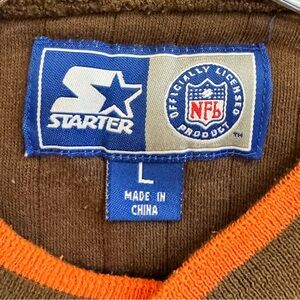 STARTER
OFFICIALLY LICENSED
NFL
PRODUCT
TM
L
MADE IN
CHINA